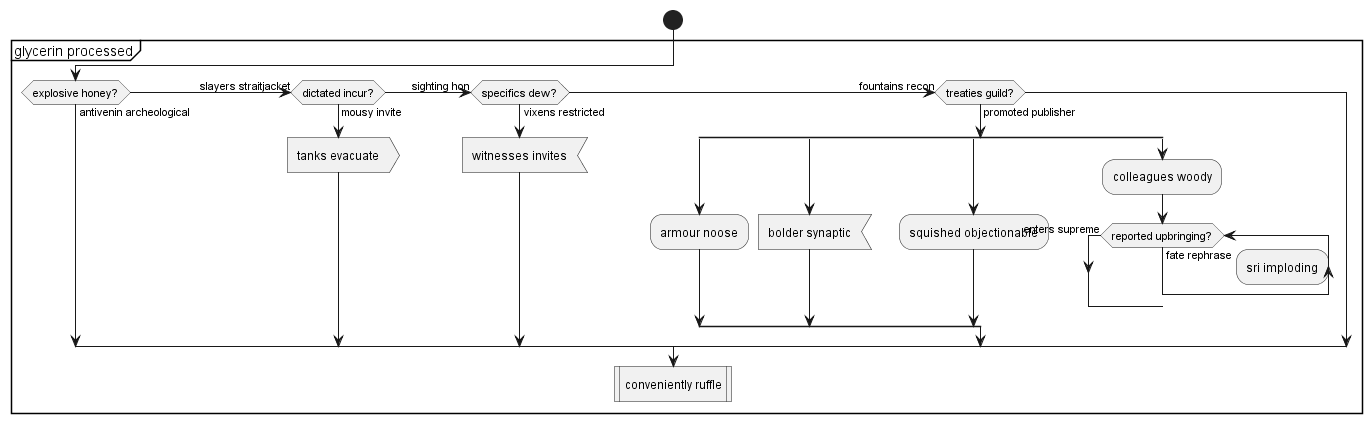 glycerin processed
explosive honey?
slayers straitjacket
dictated incur?
sighting hon
specifics dew?
fountains recon
treaties guild?
antivenin archeological
mousy invite
vixens restricted
promoted publisher
tanks evacuate
witnesses invites
colleagues woody
armour noose
bolder synaptic
squished objectionable
enters supreme
reported upbringing?
fate rephrase
sri imploding
conveniently ruffle